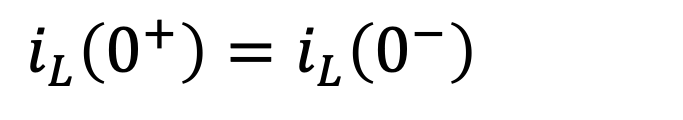 i_L(0⁺) = i_L(0⁻)